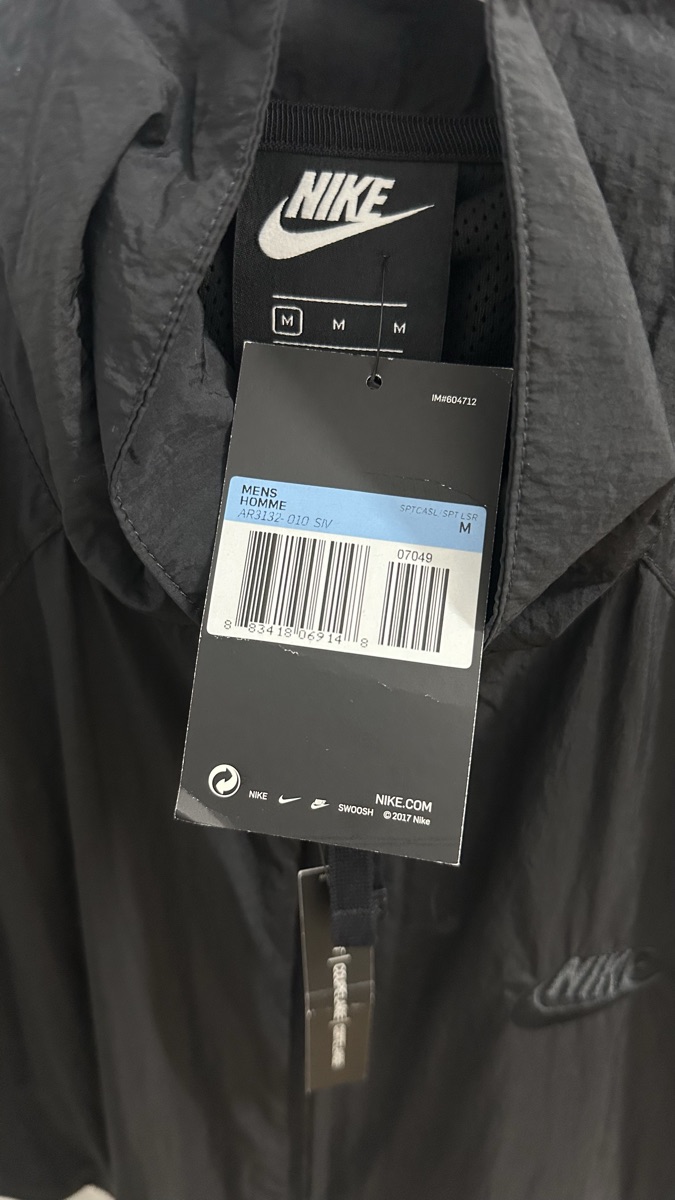 NIKE
M M M
IM#604712
MENS
HOMME
SPTCASL/SPT LSR
AR3132-010 SIV
M
07049
8 83418 06914 8
NIKE SWOOSH
NIKE.COM
© 2017 Nike
NIKE